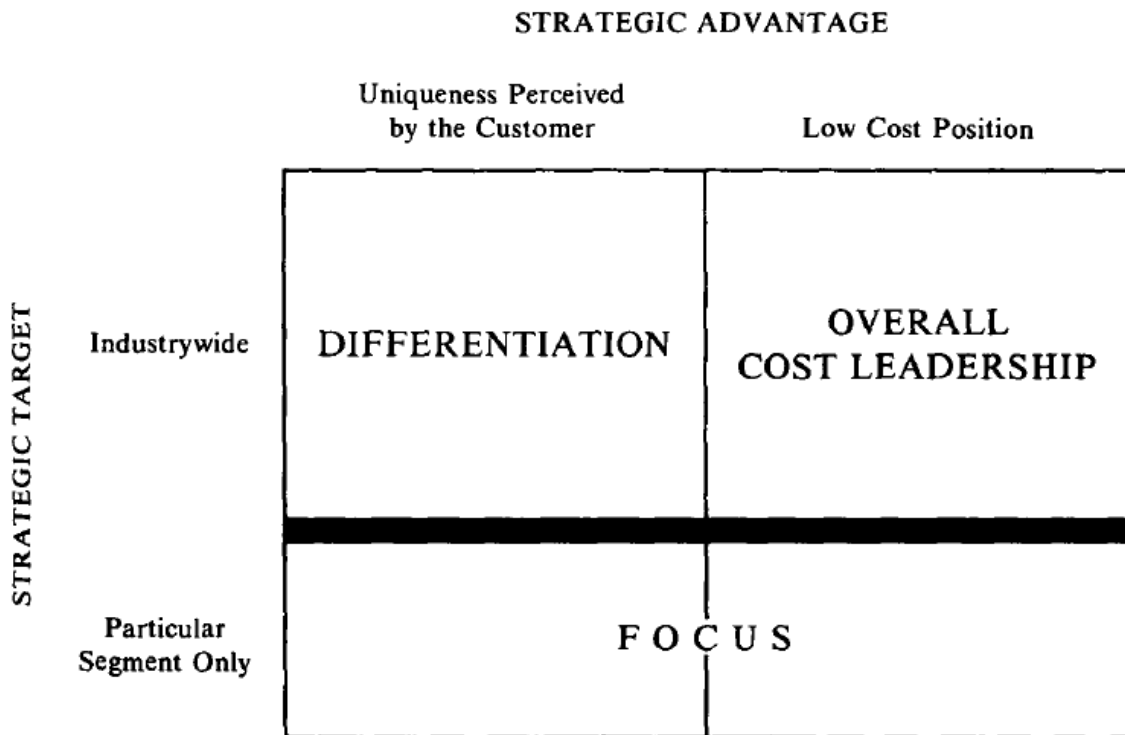 STRATEGIC ADVANTAGE
Uniqueness Perceived
by the Customer
Low Cost Position
STRATEGIC TARGET
Industrywide
DIFFERENTIATION
OVERALL
COST LEADERSHIP
Particular
Segment Only
FOCUS